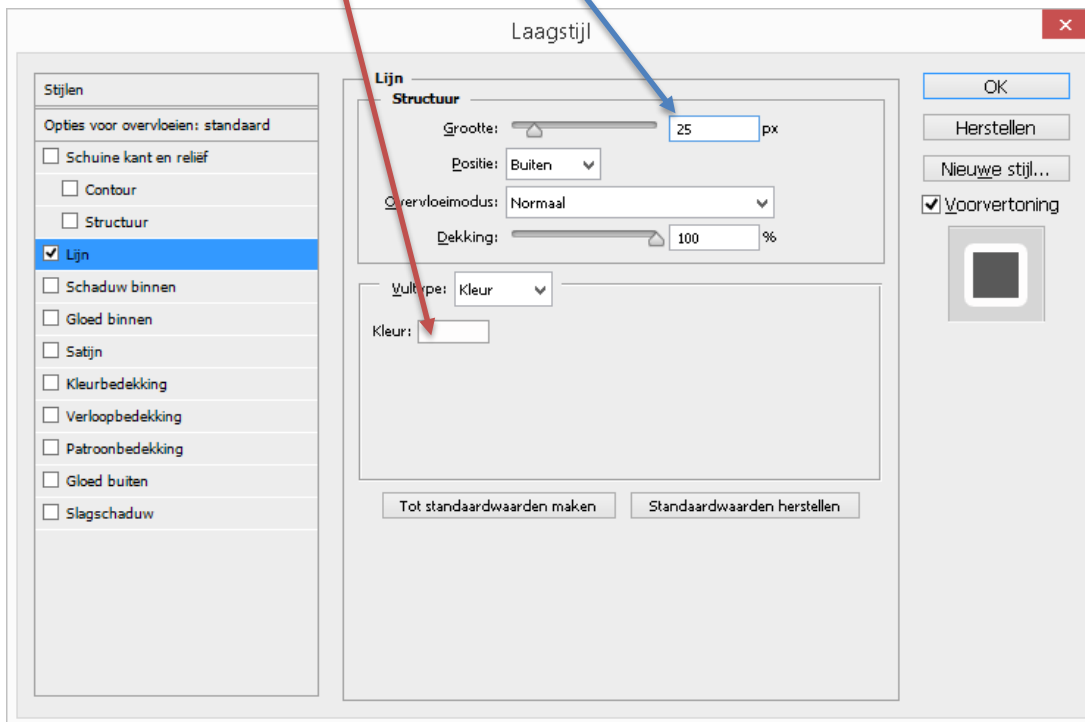 Laagstijl
Stijlen
Opties voor overvloeien: standaard
Schuine kant en reliëf
Contour
Structuur
Lijn
Schaduw binnen
Gloed binnen
Satijn
Kleurbedekking
Verloopbedekking
Patroonbedekking
Gloed buiten
Slagschaduw
Lijn
Structuur
Grootte: 25 px
Positie: Buiten
Overvloeimodus: Normaal
Dekking: 100 %
Vultype: Kleur
Kleur:
Tot standaardwaarden maken Standaardwaarden herstellen
OK
Herstellen
Nieuwe stijl...
Voorvertoning